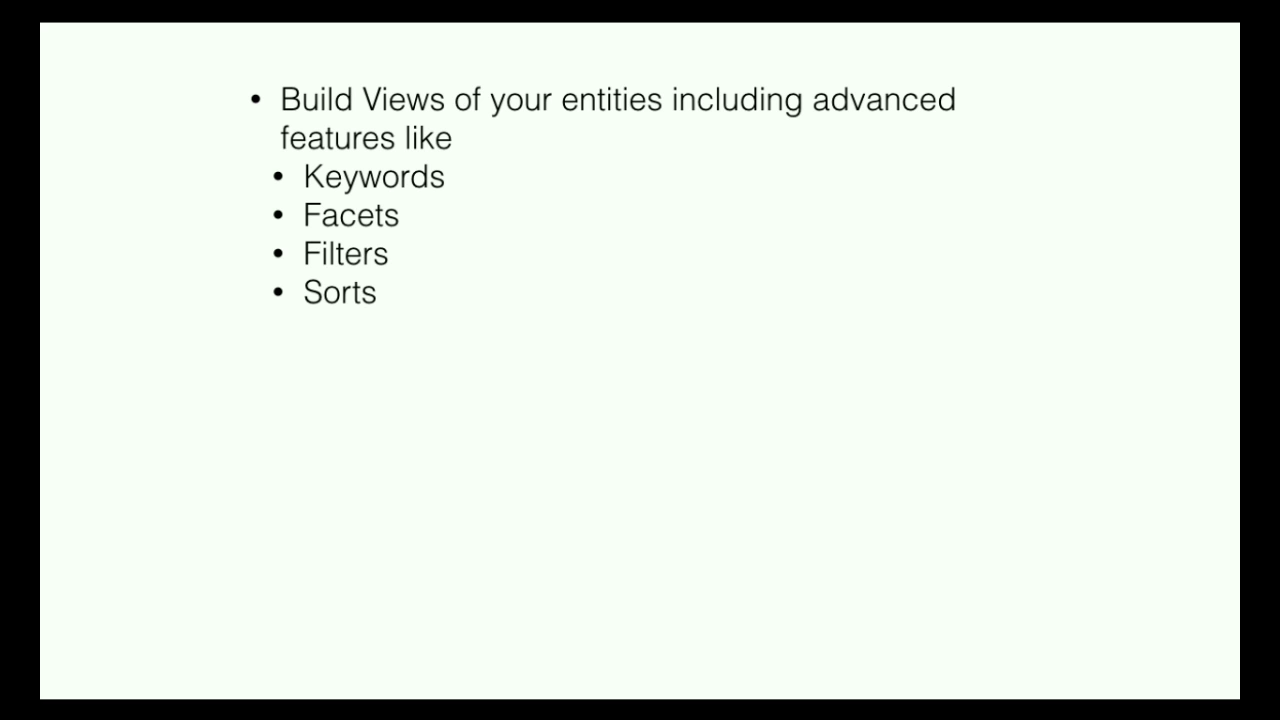 • Build Views of your entities including advanced
features like
• Keywords
• Facets
• Filters
• Sorts